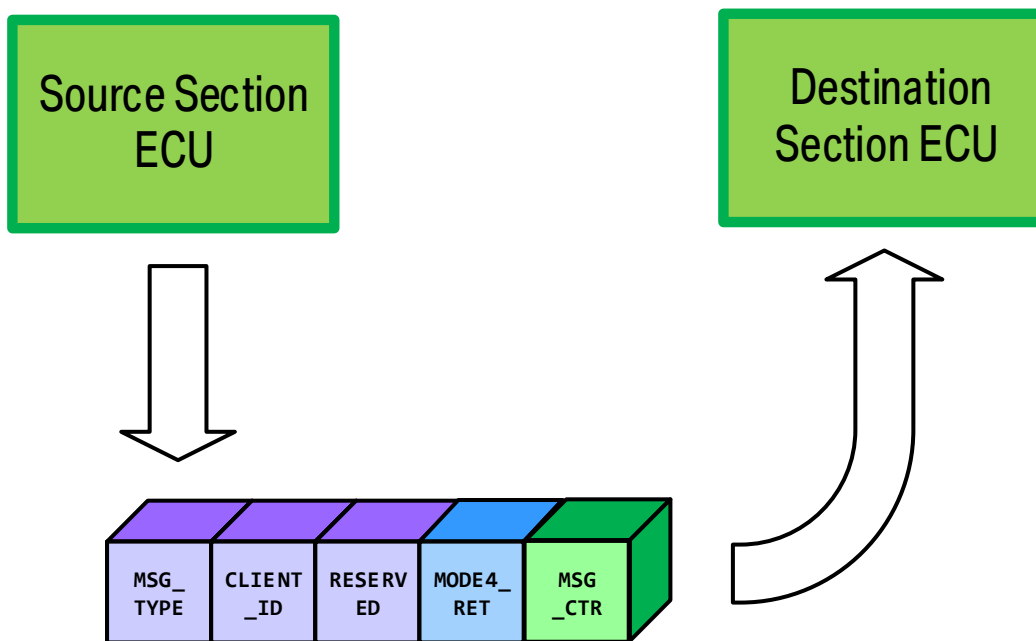 Source Section
ECU
Destination
Section ECU
MSG_
TYPE
CLIENT
_ID
RESERV
ED
MODE4_
RET
MSG
_CTR